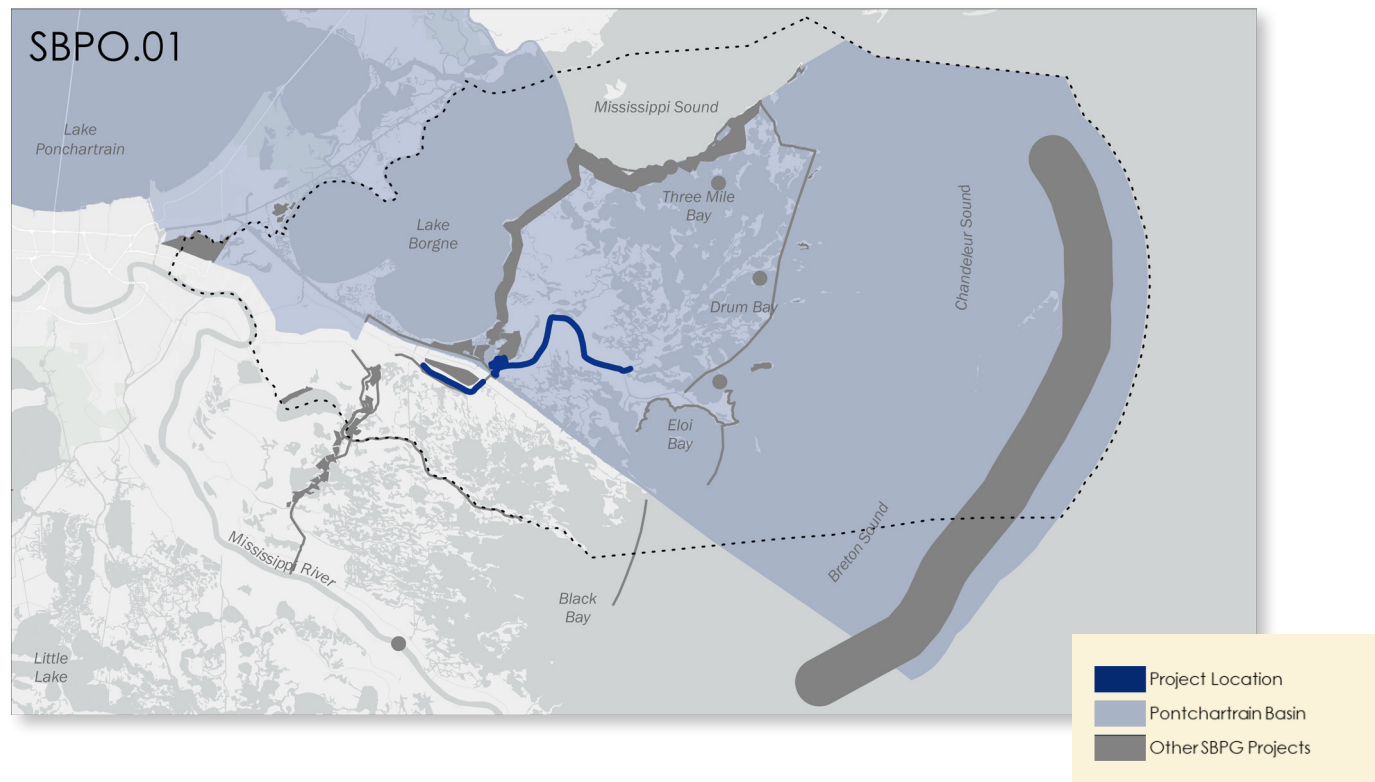 SBPO.01
Lake
Ponchartrain
Mississippi Sound
Three Mile
Bay
Lake
Borgne
Chandeleur Sound
Drum Bay
Eloi
Bay
Breton Sound
Mississippi River
Black
Bay
Little
Lake
Project Location
Pontchartrain Basin
Other SBPG Projects